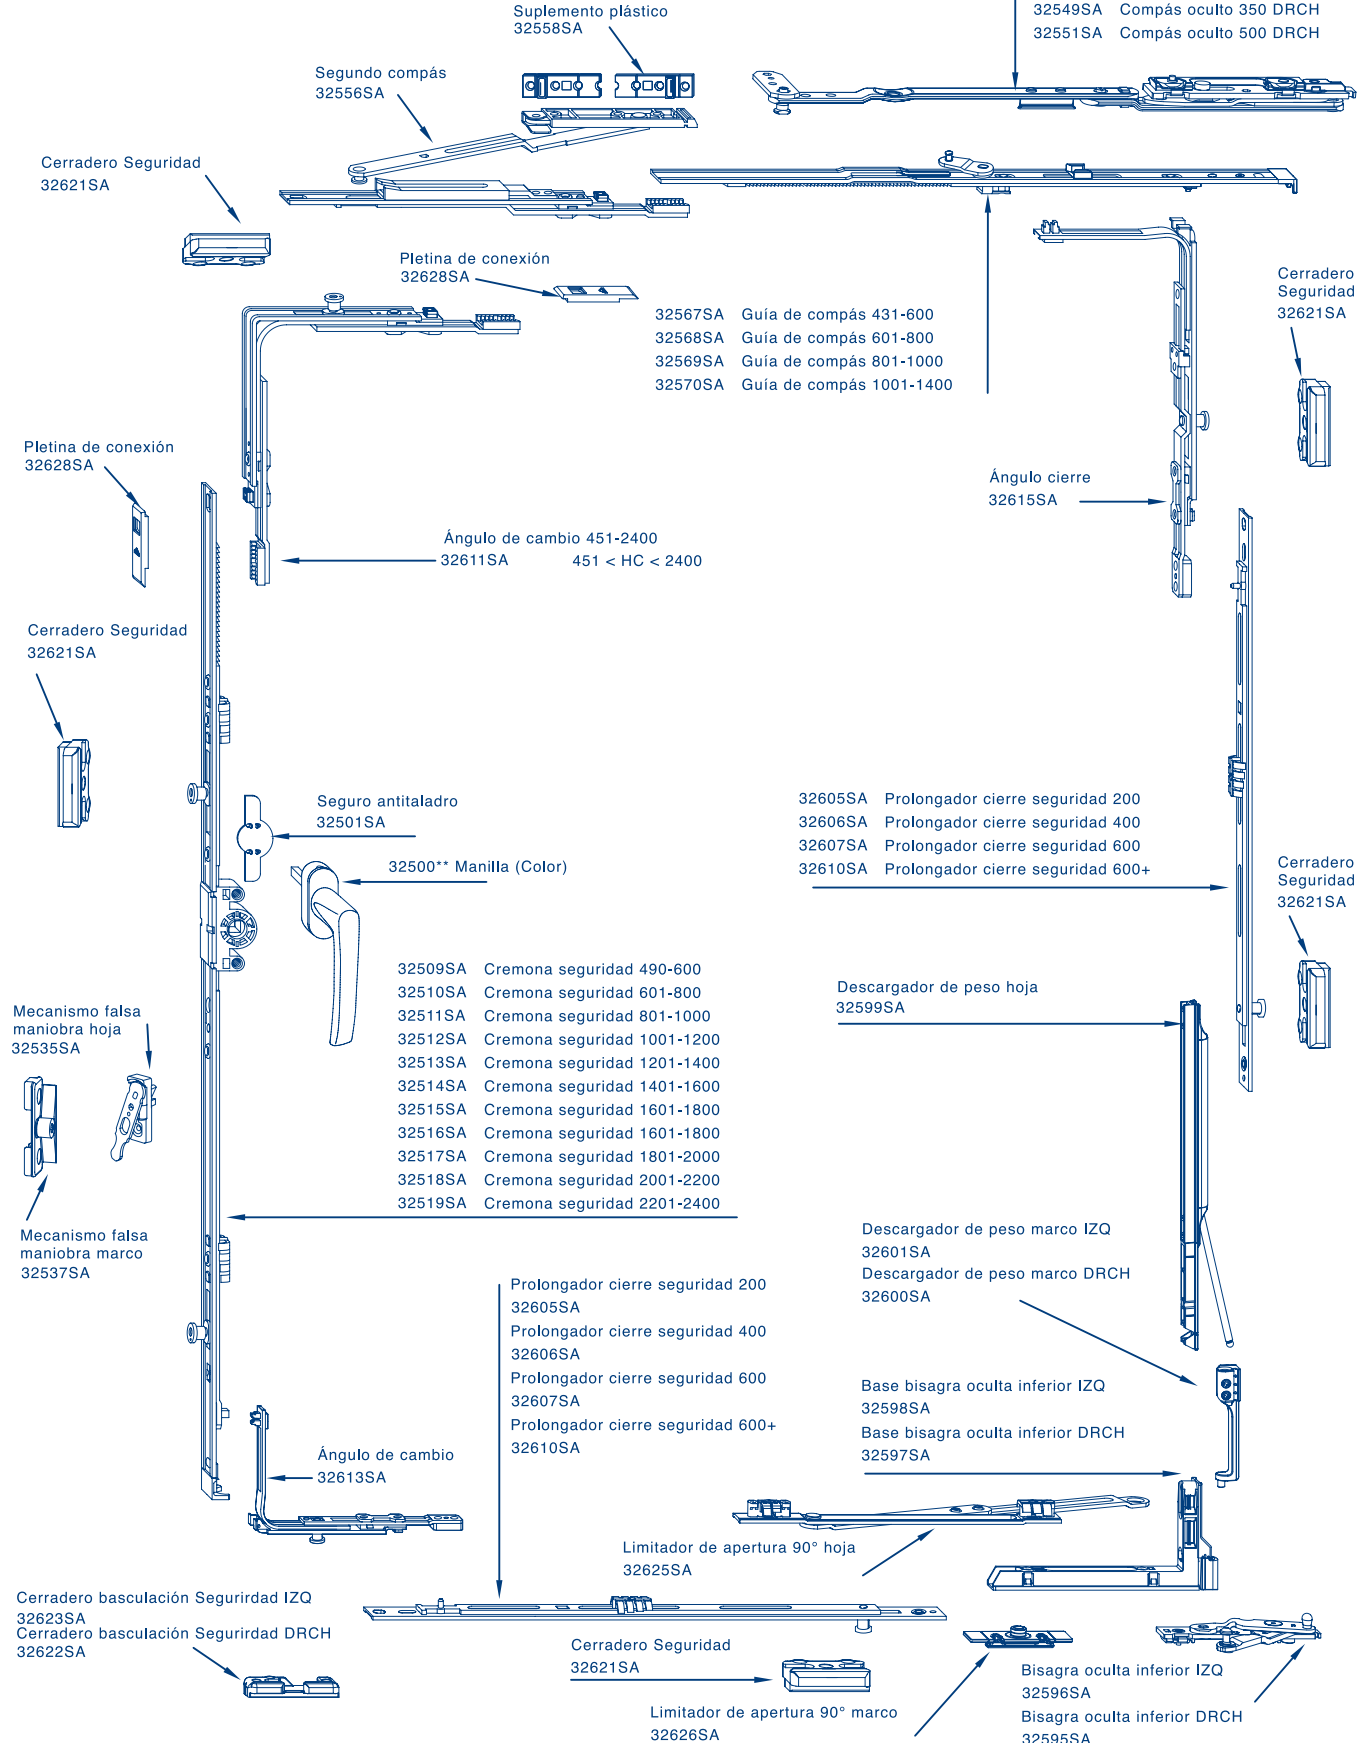 Suplemento plástico
32558SA
32549SA Compás oculto 350 DRCH
32551SA Compás oculto 500 DRCH
Segundo compás
32556SA
Cerradero Seguridad
32621SA
Pletina de conexión
32628SA
Cerradero
Seguridad
32621SA
32567SA Guía de compás 431-600
32568SA Guía de compás 601-800
32569SA Guía de compás 801-1000
32570SA Guía de compás 1001-1400
Pletina de conexión
32628SA
Ángulo cierre
32615SA
Ángulo de cambio 451-2400
32611SA 451 < HC < 2400
Cerradero Seguridad
32621SA
Seguro antitaladro
32501SA
32605SA Prolongador cierre seguridad 200
32606SA Prolongador cierre seguridad 400
32607SA Prolongador cierre seguridad 600
32610SA Prolongador cierre seguridad 600+
32500** Manilla (Color)
Cerradero
Seguridad
32621SA
32509SA Cremona seguridad 490-600
32510SA Cremona seguridad 601-800
32511SA Cremona seguridad 801-1000
32512SA Cremona seguridad 1001-1200
32513SA Cremona seguridad 1201-1400
32514SA Cremona seguridad 1401-1600
32515SA Cremona seguridad 1601-1800
32516SA Cremona seguridad 1601-1800
32517SA Cremona seguridad 1801-2000
32518SA Cremona seguridad 2001-2200
32519SA Cremona seguridad 2201-2400
Descargador de peso hoja
32599SA
Mecanismo falsa
maniobra hoja
32535SA
Mecanismo falsa
maniobra marco
32537SA
Descargador de peso marco IZQ
32601SA
Descargador de peso marco DRCH
32600SA
Prolongador cierre seguridad 200
32605SA
Prolongador cierre seguridad 400
32606SA
Prolongador cierre seguridad 600
32607SA
Prolongador cierre seguridad 600+
32610SA
Base bisagra oculta inferior IZQ
32598SA
Base bisagra oculta inferior DRCH
32597SA
Ángulo de cambio
32613SA
Limitador de apertura 90° hoja
32625SA
Cerradero basculación Segurirdad IZQ
32623SA
Cerradero basculación Segurirdad DRCH
32622SA
Cerradero Seguridad
32621SA
Limitador de apertura 90° marco
32626SA
Bisagra oculta inferior IZQ
32596SA
Bisagra oculta inferior DRCH
32595SA